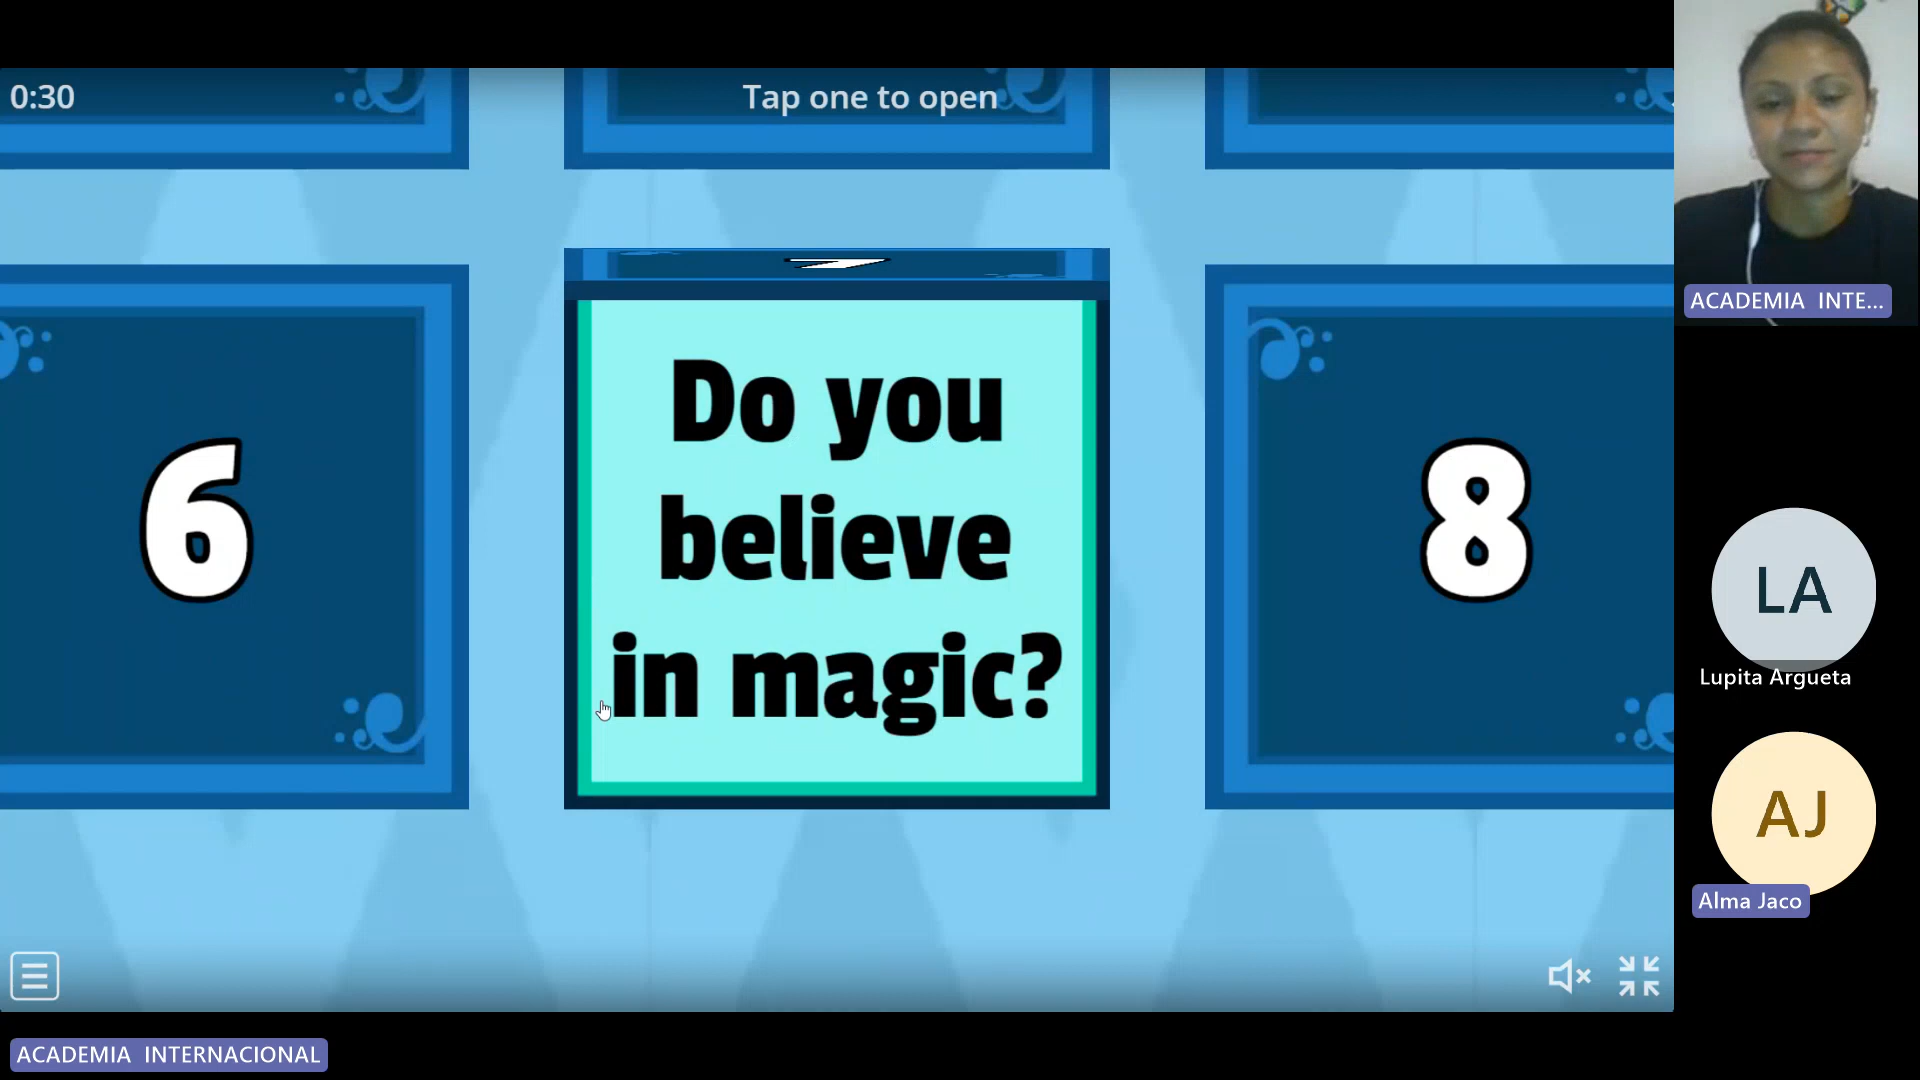 0:30
Tap one to open
6
7
Do you
believe
in magic?
8
ACADEMIA INTE...
LA
Lupita Argueta
AJ
Alma Jaco
ACADEMIA INTERNACIONAL